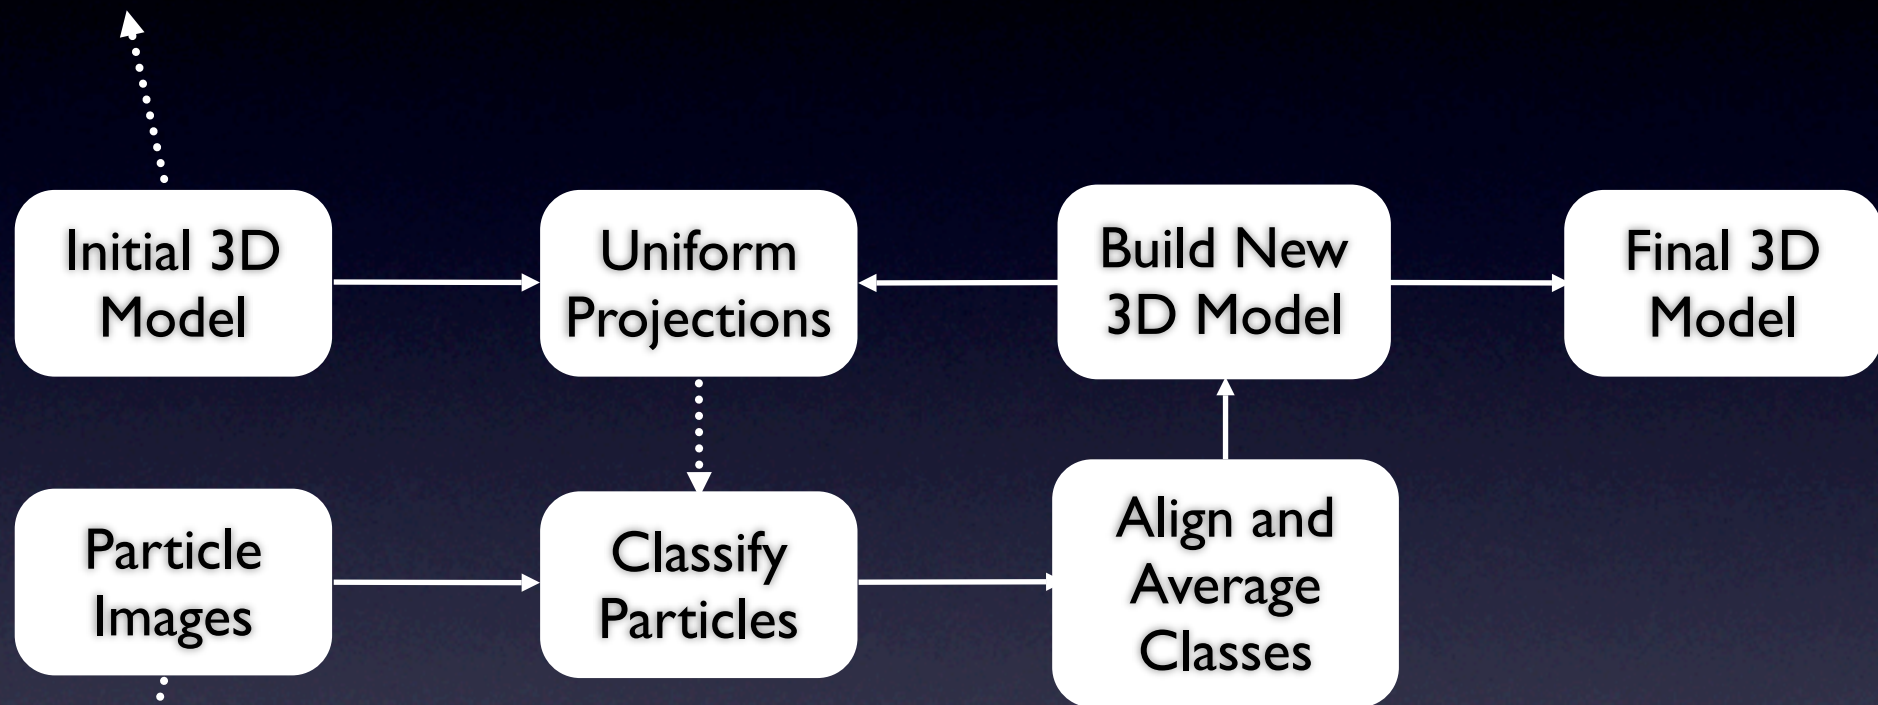 Initial 3D
Model
Uniform
Projections
Build New
3D Model
Final 3D
Model
Particle
Images
Classify
Particles
Align and
Average
Classes